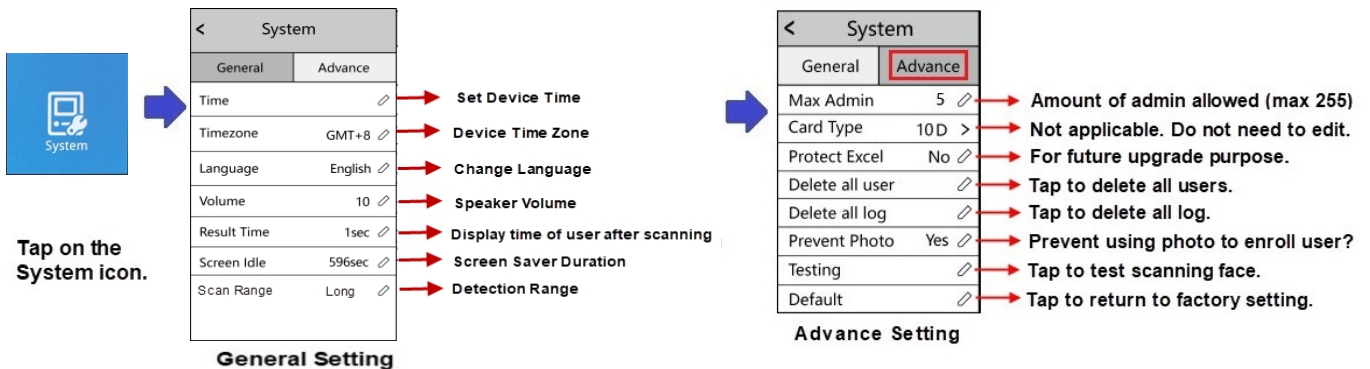 System
Tap on the
System icon.
< System
General Advance
Time
Timezone GMT+8
Language English
Volume 10
Result Time 1sec
Screen Idle 596sec
Scan Range Long
Set Device Time
Device Time Zone
Change Language
Speaker Volume
Display time of user after scanning
Screen Saver Duration
Detection Range
General Setting
< System
General Advance
Max Admin 5
Card Type 10D >
Protect Excel No
Delete all user
Delete all log
Prevent Photo Yes
Testing
Default
Amount of admin allowed (max 255)
Not applicable. Do not need to edit.
For future upgrade purpose.
Tap to delete all users.
Tap to delete all log.
Prevent using photo to enroll user?
Tap to test scanning face.
Tap to return to factory setting.
Advance Setting